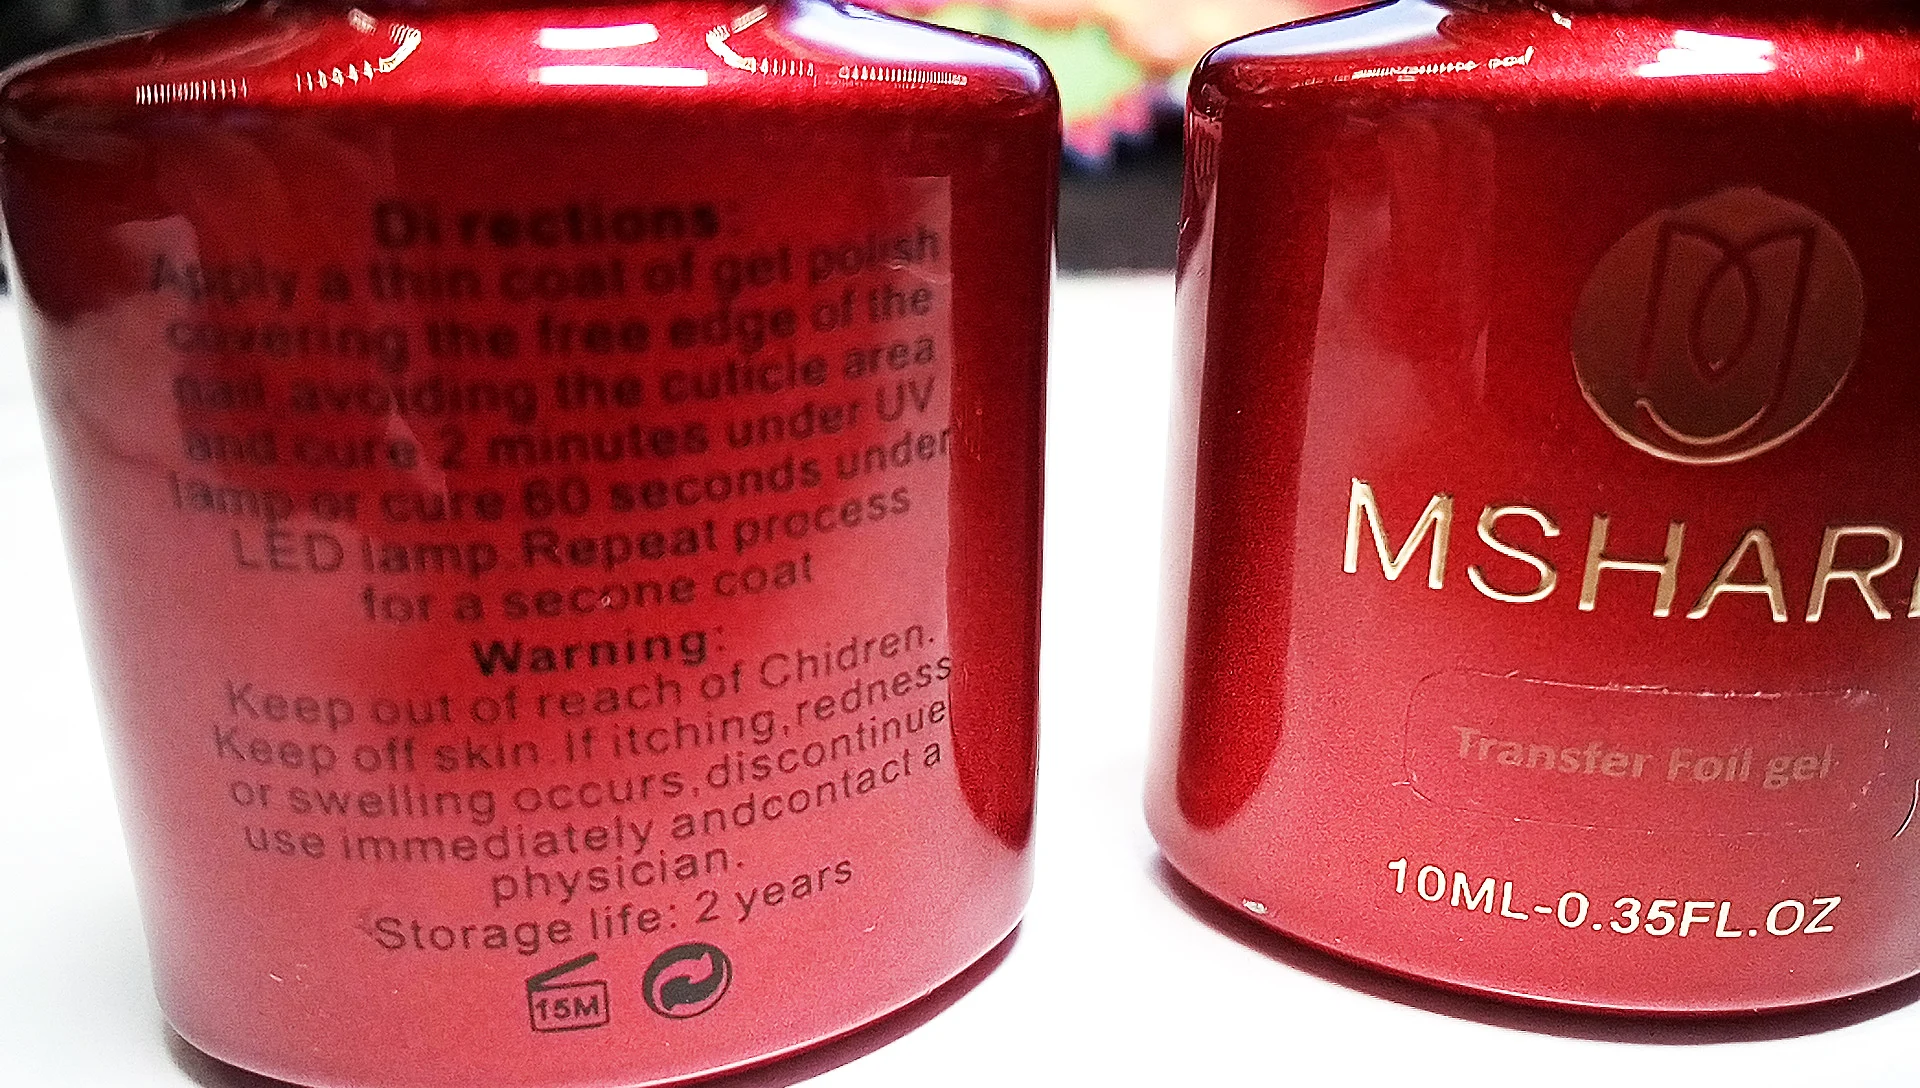 Directions:
Apply a thin coat of gel polish
covering the free edge of the
nail avoiding the cuticle area
and cure 2 minutes under UV
lamp or cure 60 seconds under
LED lamp.Repeat process
for a secone coat
Warning:
Keep out of reach of Chidren.
Keep off skin.If itching,redness
or swelling occurs,discontinue
use immediately andcontact a
physician.
Storage life: 2 years
15M
MSHAR
Transfer Foil gel
10ML-0.35FL.OZ